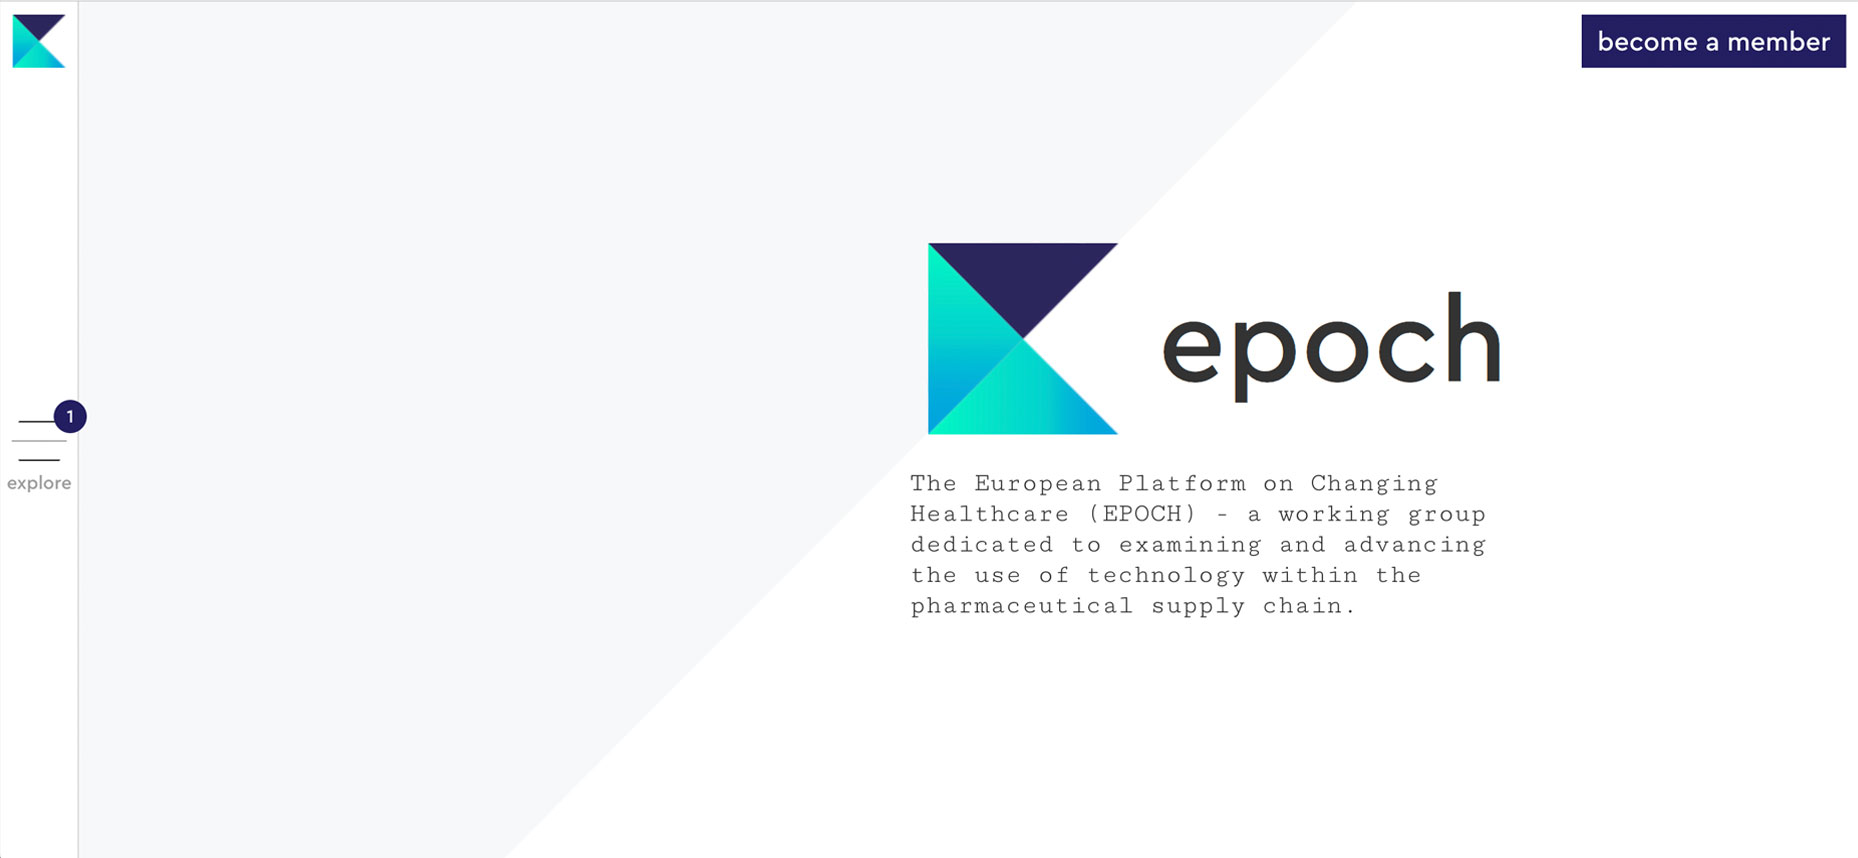 become a member
epoch
The European Platform on Changing
Healthcare (EPOCH) - a working group
dedicated to examining and advancing
the use of technology within the
pharmaceutical supply chain.
1
explore